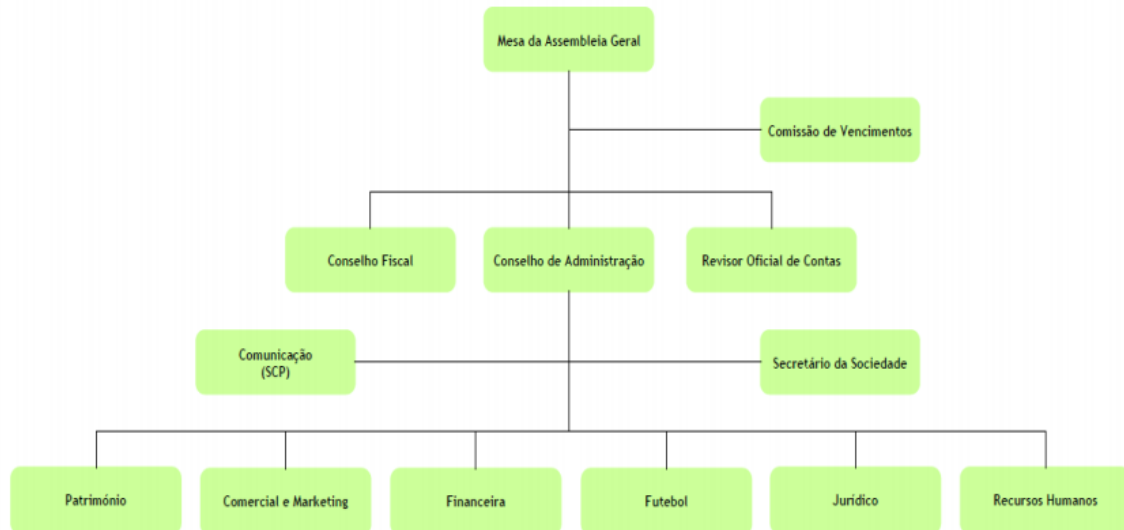 Mesa da Assembleia Geral
Comissão de Vencimentos
Conselho Fiscal
Conselho de Administração
Revisor Oficial de Contas
Comunicação
(SCP)
Secretário da Sociedade
Património
Comercial e Marketing
Financeira
Futebol
Jurídico
Recursos Humanos